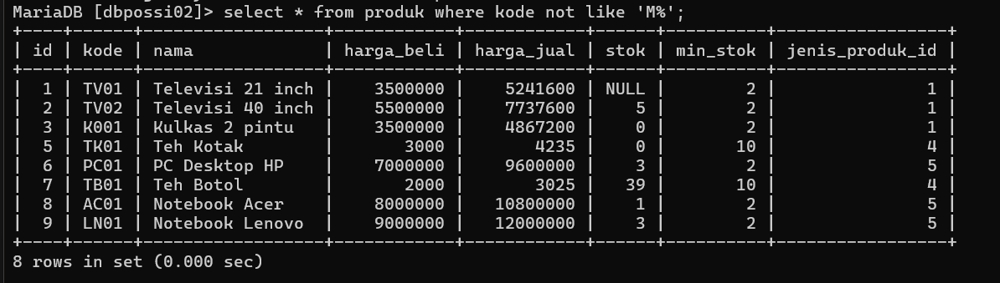 MariaDB [dbpossi02]> select * from produk where kode not like 'M%';
+----+------+-------------------+------------+------------+------+----------+-----------------+
| id | kode | nama              | harga_beli | harga_jual | stok | min_stok | jenis_produk_id |
+----+------+-------------------+------------+------------+------+----------+-----------------+
|  1 | TV01 | Televisi 21 inch  |    3500000 |    5241600 | NULL |        2 |               1 |
|  2 | TV02 | Televisi 40 inch  |    5500000 |    7737600 |    5 |        2 |               1 |
|  3 | K001 | Kulkas 2 pintu    |    3500000 |    4867200 |    0 |        2 |               1 |
|  5 | TK01 | Teh Kotak         |       3000 |       4235 |    0 |       10 |               4 |
|  6 | PC01 | PC Desktop HP     |    7000000 |    9600000 |    3 |        2 |               5 |
|  7 | TB01 | Teh Botol         |       2000 |       3025 |   39 |       10 |               4 |
|  8 | AC01 | Notebook Acer     |    8000000 |   10800000 |    1 |        2 |               5 |
|  9 | LN01 | Notebook Lenovo   |    9000000 |   12000000 |    3 |        2 |               5 |
+----+------+-------------------+------------+------------+------+----------+-----------------+
8 rows in set (0.000 sec)